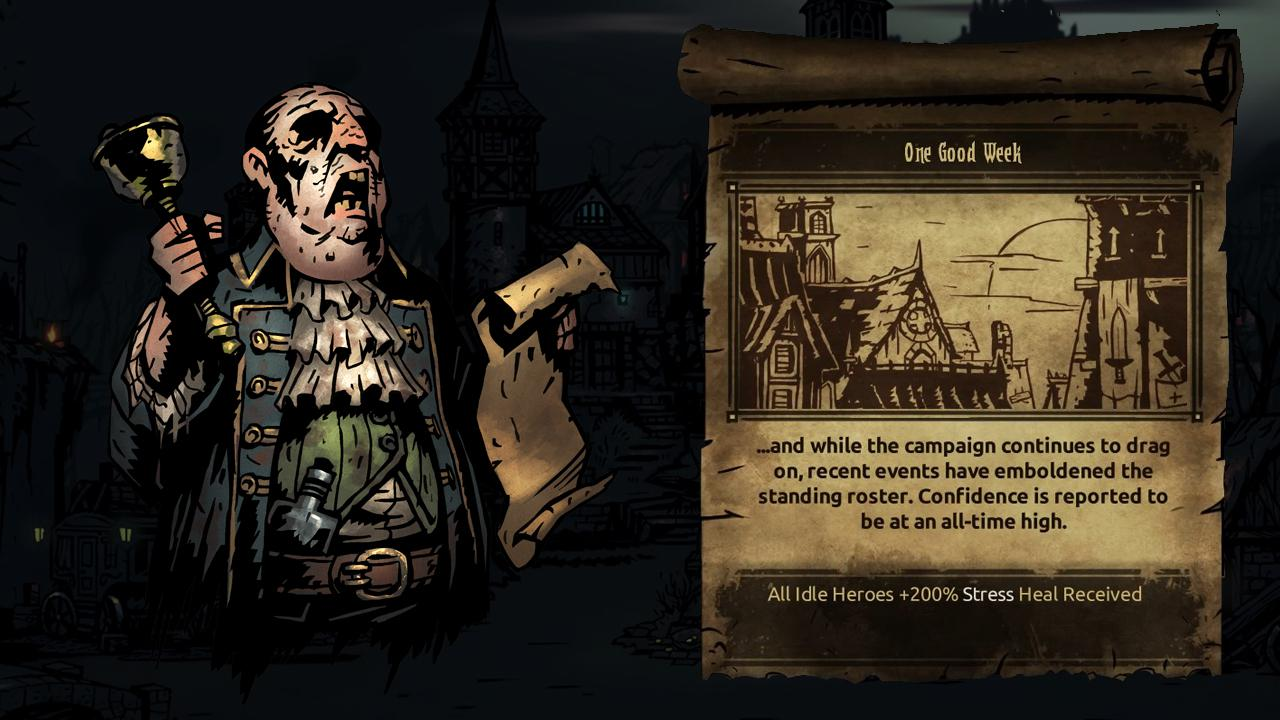 One Good Week
...and while the campaign continues to drag
on, recent events have emboldened the
standing roster. Confidence is reported to
be at an all-time high.
All Idle Heroes +200% Stress Heal Received